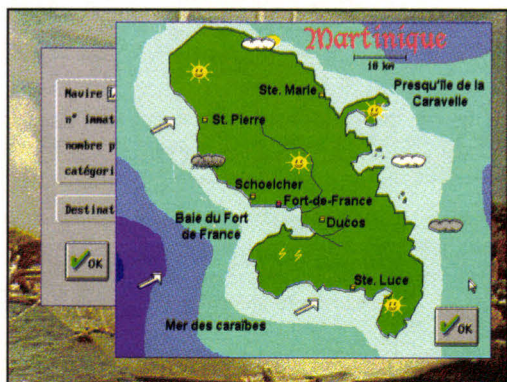 Martinique
10 km
Presqu'île de la
Caravelle
Ste. Marie
St. Pierre
Schoelcher
Fort-de-France
Baie du Fort
de France
Ducos
Ste. Luce
Mer des caraïbes
OK
Navire
n° immat
nombre p
catégori
Destinat
OK